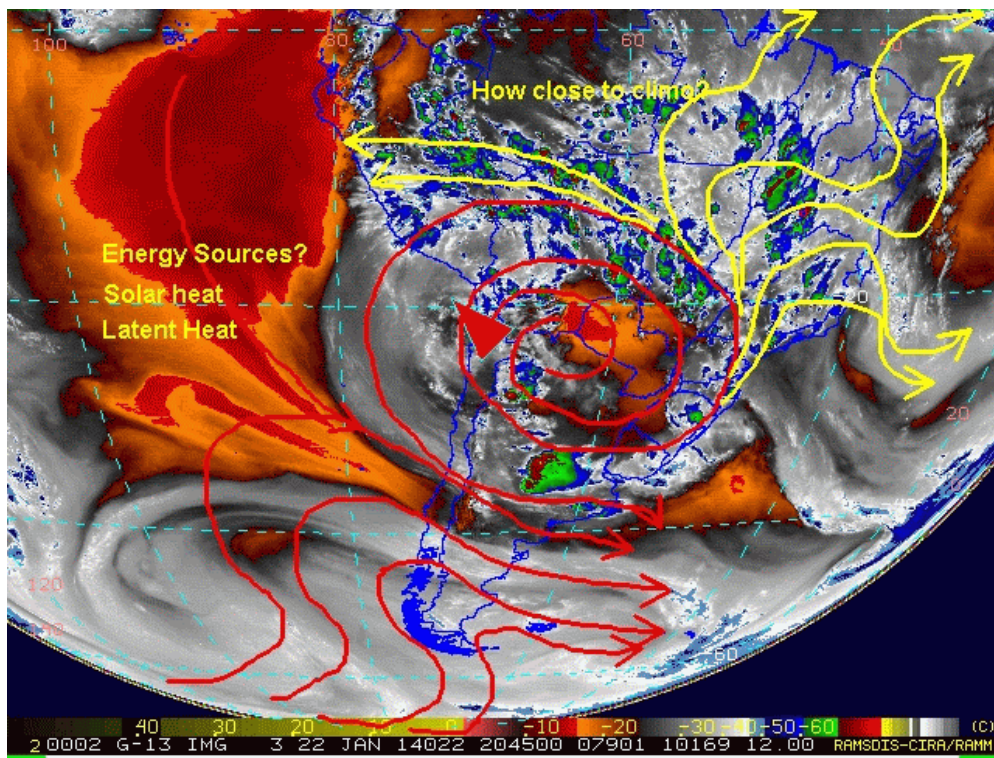 100
80
60
40
How close to climo?
Energy Sources?
Solar heat
Latent Heat
-20
20
120
-60
40 30 20 10 0 -10 -20 -30 -40 -50 -60 (C)
2 0002 G-13 IMG 3 22 JAN 14022 204500 07901 10169 12.00 RAMSDIS-CIRA/RAMM